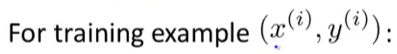 For training example (x⁽ⁱ⁾, y⁽ⁱ⁾):